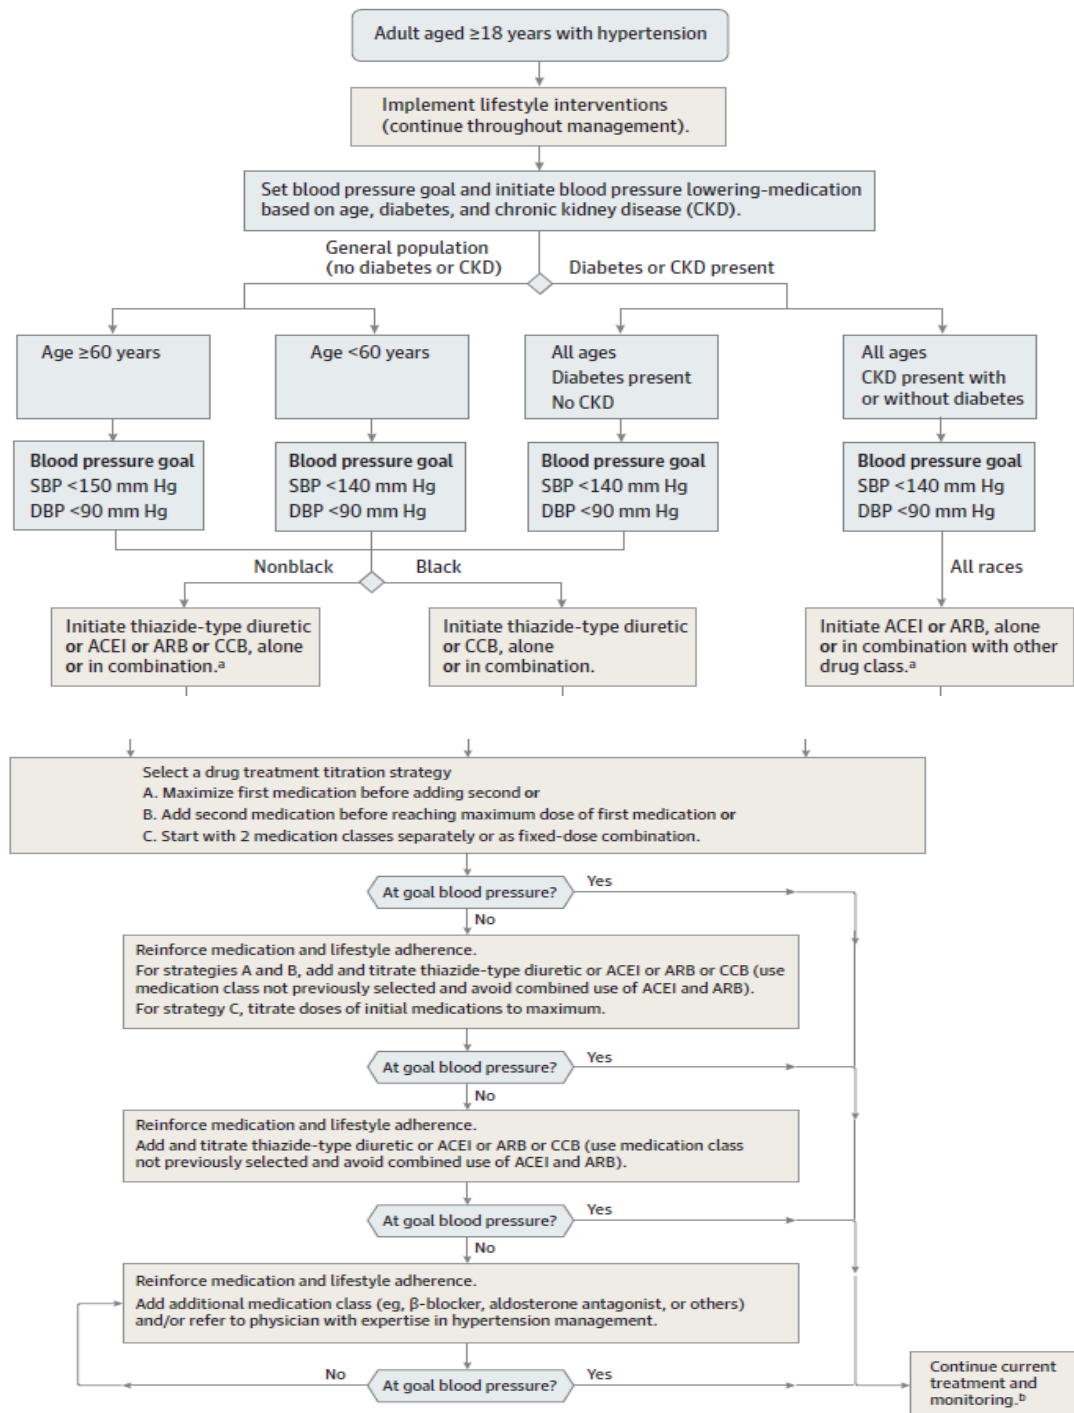 Adult aged ≥18 years with hypertension
Implement lifestyle interventions
(continue throughout management).
Set blood pressure goal and initiate blood pressure lowering-medication
based on age, diabetes, and chronic kidney disease (CKD).
General population
(no diabetes or CKD)
Diabetes or CKD present
Age ≥60 years
Age <60 years
All ages
Diabetes present
No CKD
All ages
CKD present with
or without diabetes
Blood pressure goal
SBP <150 mm Hg
DBP <90 mm Hg
Blood pressure goal
SBP <140 mm Hg
DBP <90 mm Hg
Blood pressure goal
SBP <140 mm Hg
DBP <90 mm Hg
Blood pressure goal
SBP <140 mm Hg
DBP <90 mm Hg
Nonblack
Black
All races
Initiate thiazide-type diuretic
or ACEI or ARB or CCB, alone
or in combination.ᵃ
Initiate thiazide-type diuretic
or CCB, alone
or in combination.
Initiate ACEI or ARB, alone
or in combination with other
drug class.ᵃ
Select a drug treatment titration strategy
A. Maximize first medication before adding second or
B. Add second medication before reaching maximum dose of first medication or
C. Start with 2 medication classes separately or as fixed-dose combination.
At goal blood pressure?
Yes
No
Reinforce medication and lifestyle adherence.
For strategies A and B, add and titrate thiazide-type diuretic or ACEI or ARB or CCB (use
medication class not previously selected and avoid combined use of ACEI and ARB).
For strategy C, titrate doses of initial medications to maximum.
At goal blood pressure?
Yes
No
Reinforce medication and lifestyle adherence.
Add and titrate thiazide-type diuretic or ACEI or ARB or CCB (use medication class
not previously selected and avoid combined use of ACEI and ARB).
At goal blood pressure?
Yes
No
Reinforce medication and lifestyle adherence.
Add additional medication class (eg, β-blocker, aldosterone antagonist, or others)
and/or refer to physician with expertise in hypertension management.
No
At goal blood pressure?
Yes
Continue current
treatment and
monitoring.ᵇ